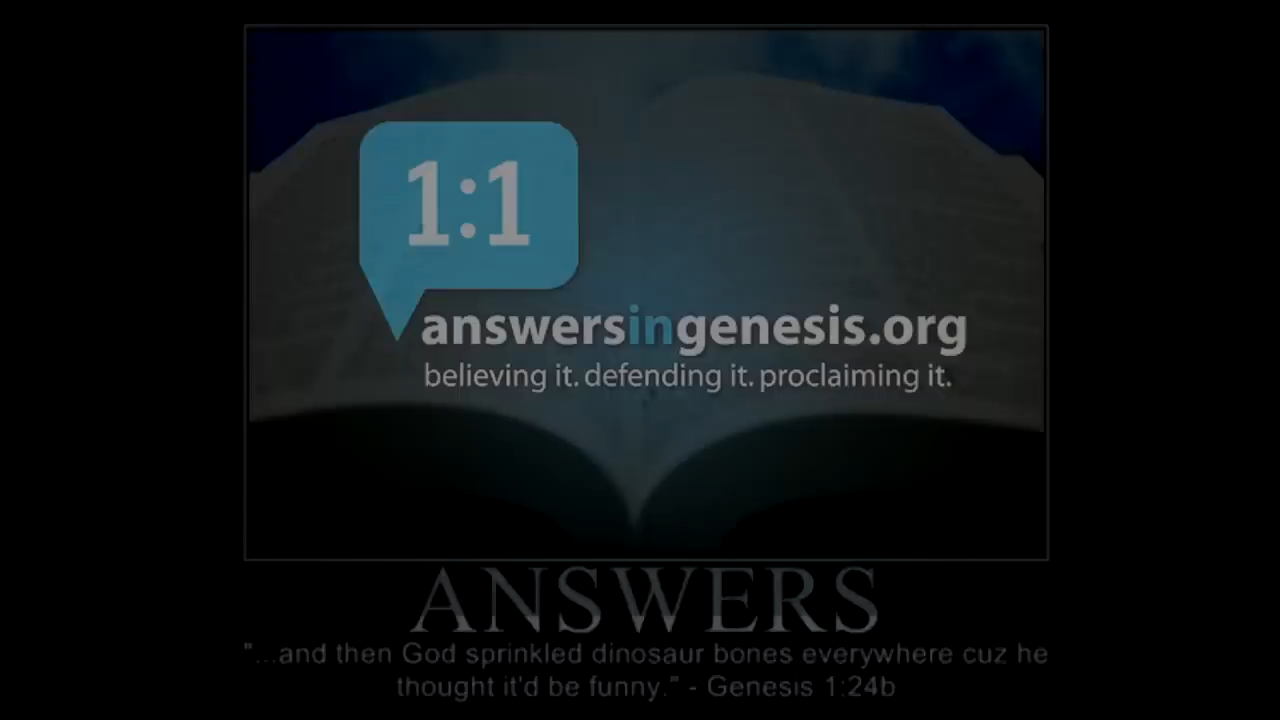 1:1
answersingenesis.org
believing it. defending it. proclaiming it.
ANSWERS
"...and then God sprinkled dinosaur bones everywhere cuz he
thought it'd be funny." - Genesis 1:24b